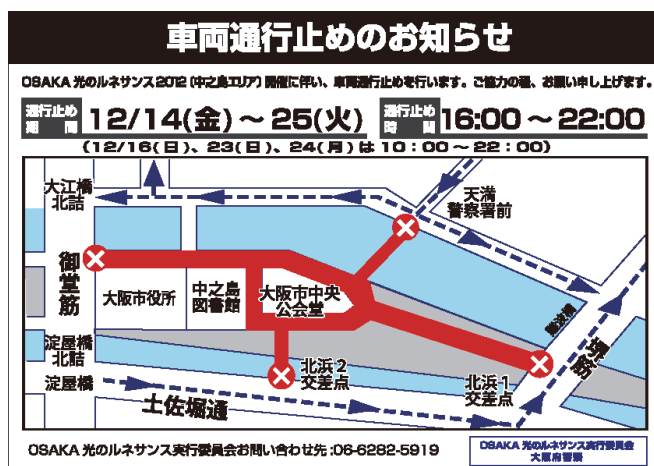 車両通行止めのお知らせ
OSAKA 光のルネサンス2012〔中之島エリア〕開催に伴い、車両通行止めを行います。ご協力の程、お願い申し上げます。
通行止め期間 12/14(金)～25(火) 通行止め時間 16:00～22:00
(12/16(日)、23(日)、24(月)は10:00～22:00)
大江橋
北詰
天満
警察署前
御堂筋
大阪市役所
中之島
図書館
大阪市中央
公会堂
難波橋
堺筋
淀屋橋
北詰
淀屋橋
北浜2
交差点
北浜1
交差点
土佐堀通
OSAKA 光のルネサンス実行委員会お問い合わせ先:06-6282-5919
OSAKA 光のルネサンス実行委員会
大阪府警察